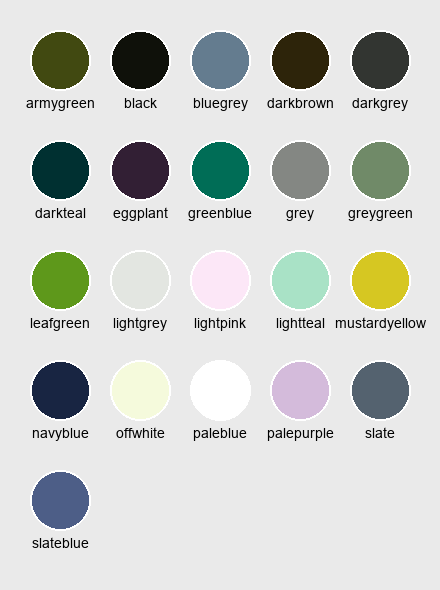 armygreen black bluegrey darkbrown darkgrey
darkteal eggplant greenblue grey greygreen
leafgreen lightgrey lightpink lightteal mustardyellow
navyblue offwhite paleblue palepurple slate
slateblue